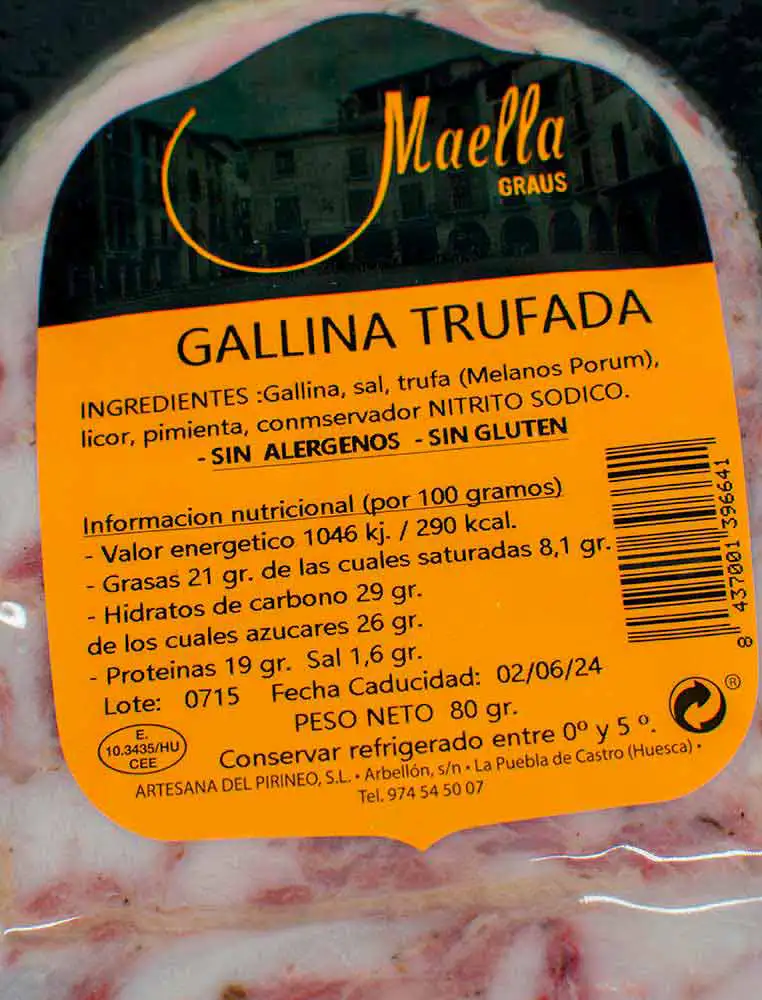 Maella
GRAUS
GALLINA TRUFADA
INGREDIENTES :Gallina, sal, trufa (Melanos Porum),
licor, pimienta, conmservador NITRITO SODICO.
- SIN ALERGENOS - SIN GLUTEN
Informacion nutricional (por 100 gramos)
- Valor energetico 1046 kj. / 290 kcal.
- Grasas 21 gr. de las cuales saturadas 8,1 gr.
- Hidratos de carbono 29 gr.
de los cuales azucares 26 gr.
- Proteinas 19 gr. Sal 1,6 gr.
Lote: 0715 Fecha Caducidad: 02/06/24
PESO NETO 80 gr.
Conservar refrigerado entre 0º y 5 º.
E.
10.3435/HU
CEE
ARTESANA DEL PIRINEO, S.L. • Arbellón, s/n • La Puebla de Castro (Huesca) •
Tel. 974 54 50 07
8 437001 396641
®